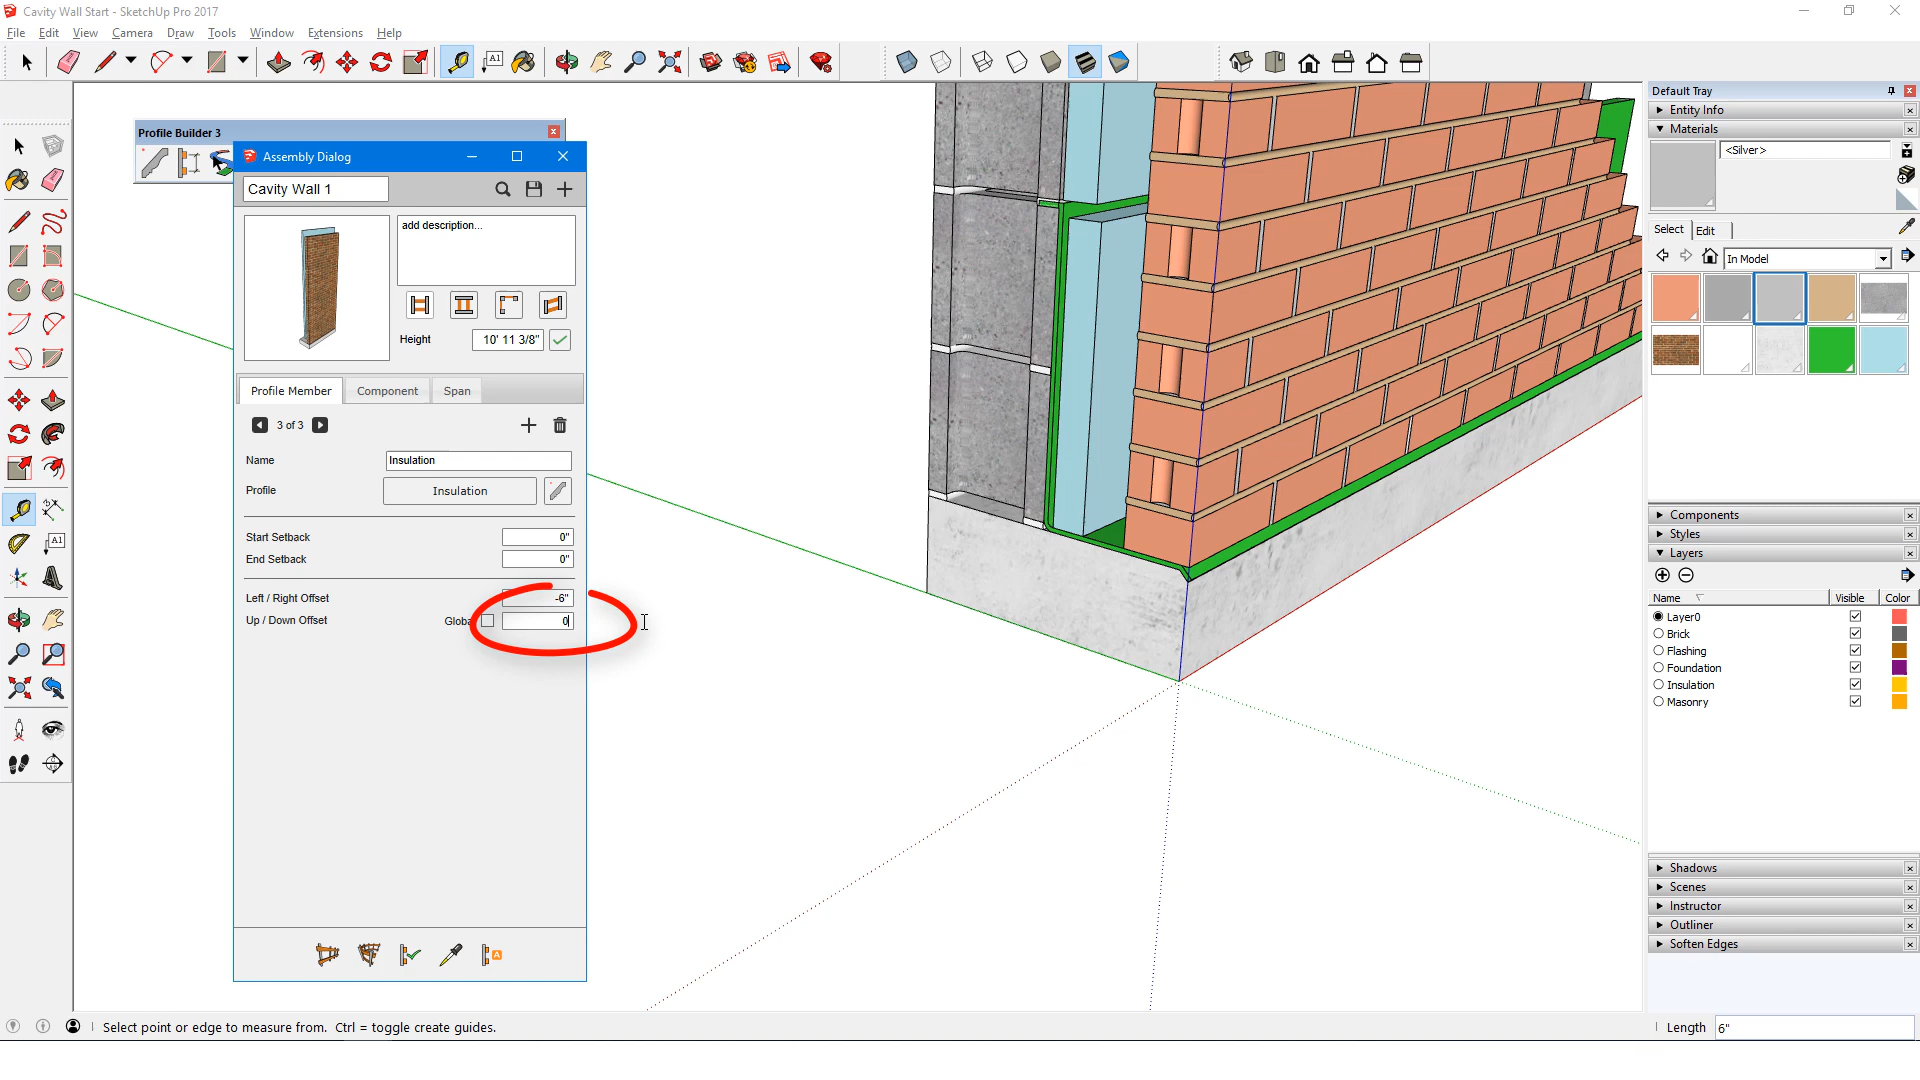 Cavity Wall Start - SketchUp Pro 2017
File Edit View Camera Draw Tools Window Extensions Help
A1
Default Tray
Entity Info
Materials
<Silver>
Select Edit
In Model
Components
Styles
Layers
Name Visible Color
Layer0
Brick
Flashing
Foundation
Insulation
Masonry
Shadows
Scenes
Instructor
Outliner
Soften Edges
Profile Builder 3
Assembly Dialog
Cavity Wall 1
add description...
Height 10' 11 3/8"
Profile Member Component Span
3 of 3
Name Insulation
Profile Insulation
Start Setback 0"
End Setback 0"
Left / Right Offset -6"
Up / Down Offset Globa 0
A1
A
Select point or edge to measure from. Ctrl = toggle create guides.
Length 6"